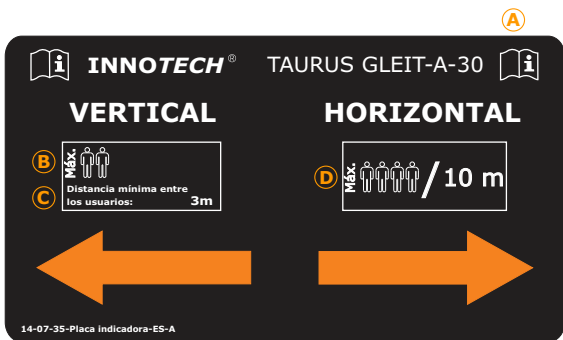 A
INNOTECH® TAURUS GLEIT-A-30
VERTICAL HORIZONTAL
B Máx.
C Distancia mínima entre
los usuarios: 3m
D Máx. / 10 m
14-07-35-Placa indicadora-ES-A